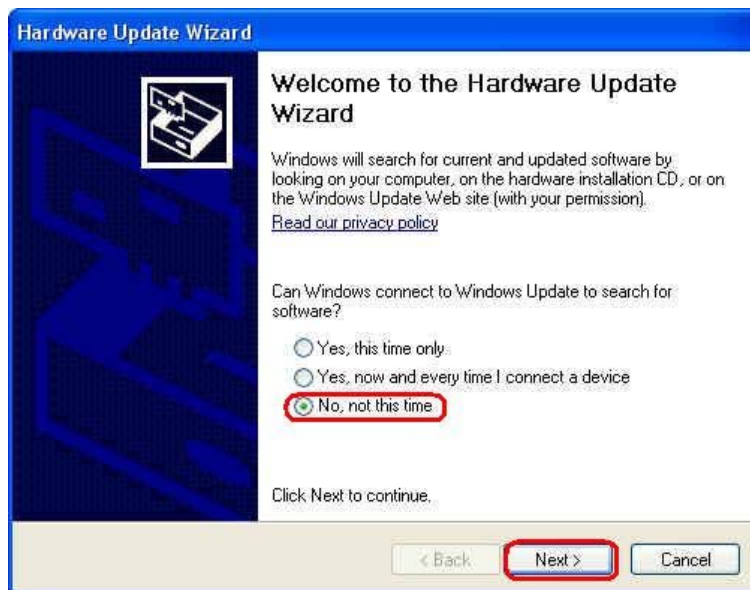 Hardware Update Wizard
Welcome to the Hardware Update
Wizard
Windows will search for current and updated software by
looking on your computer, on the hardware installation CD, or on
the Windows Update Web site (with your permission).
Read our privacy policy
Can Windows connect to Windows Update to search for
software?
Yes, this time only
Yes, now and every time I connect a device
No, not this time
Click Next to continue.
< Back Next > Cancel